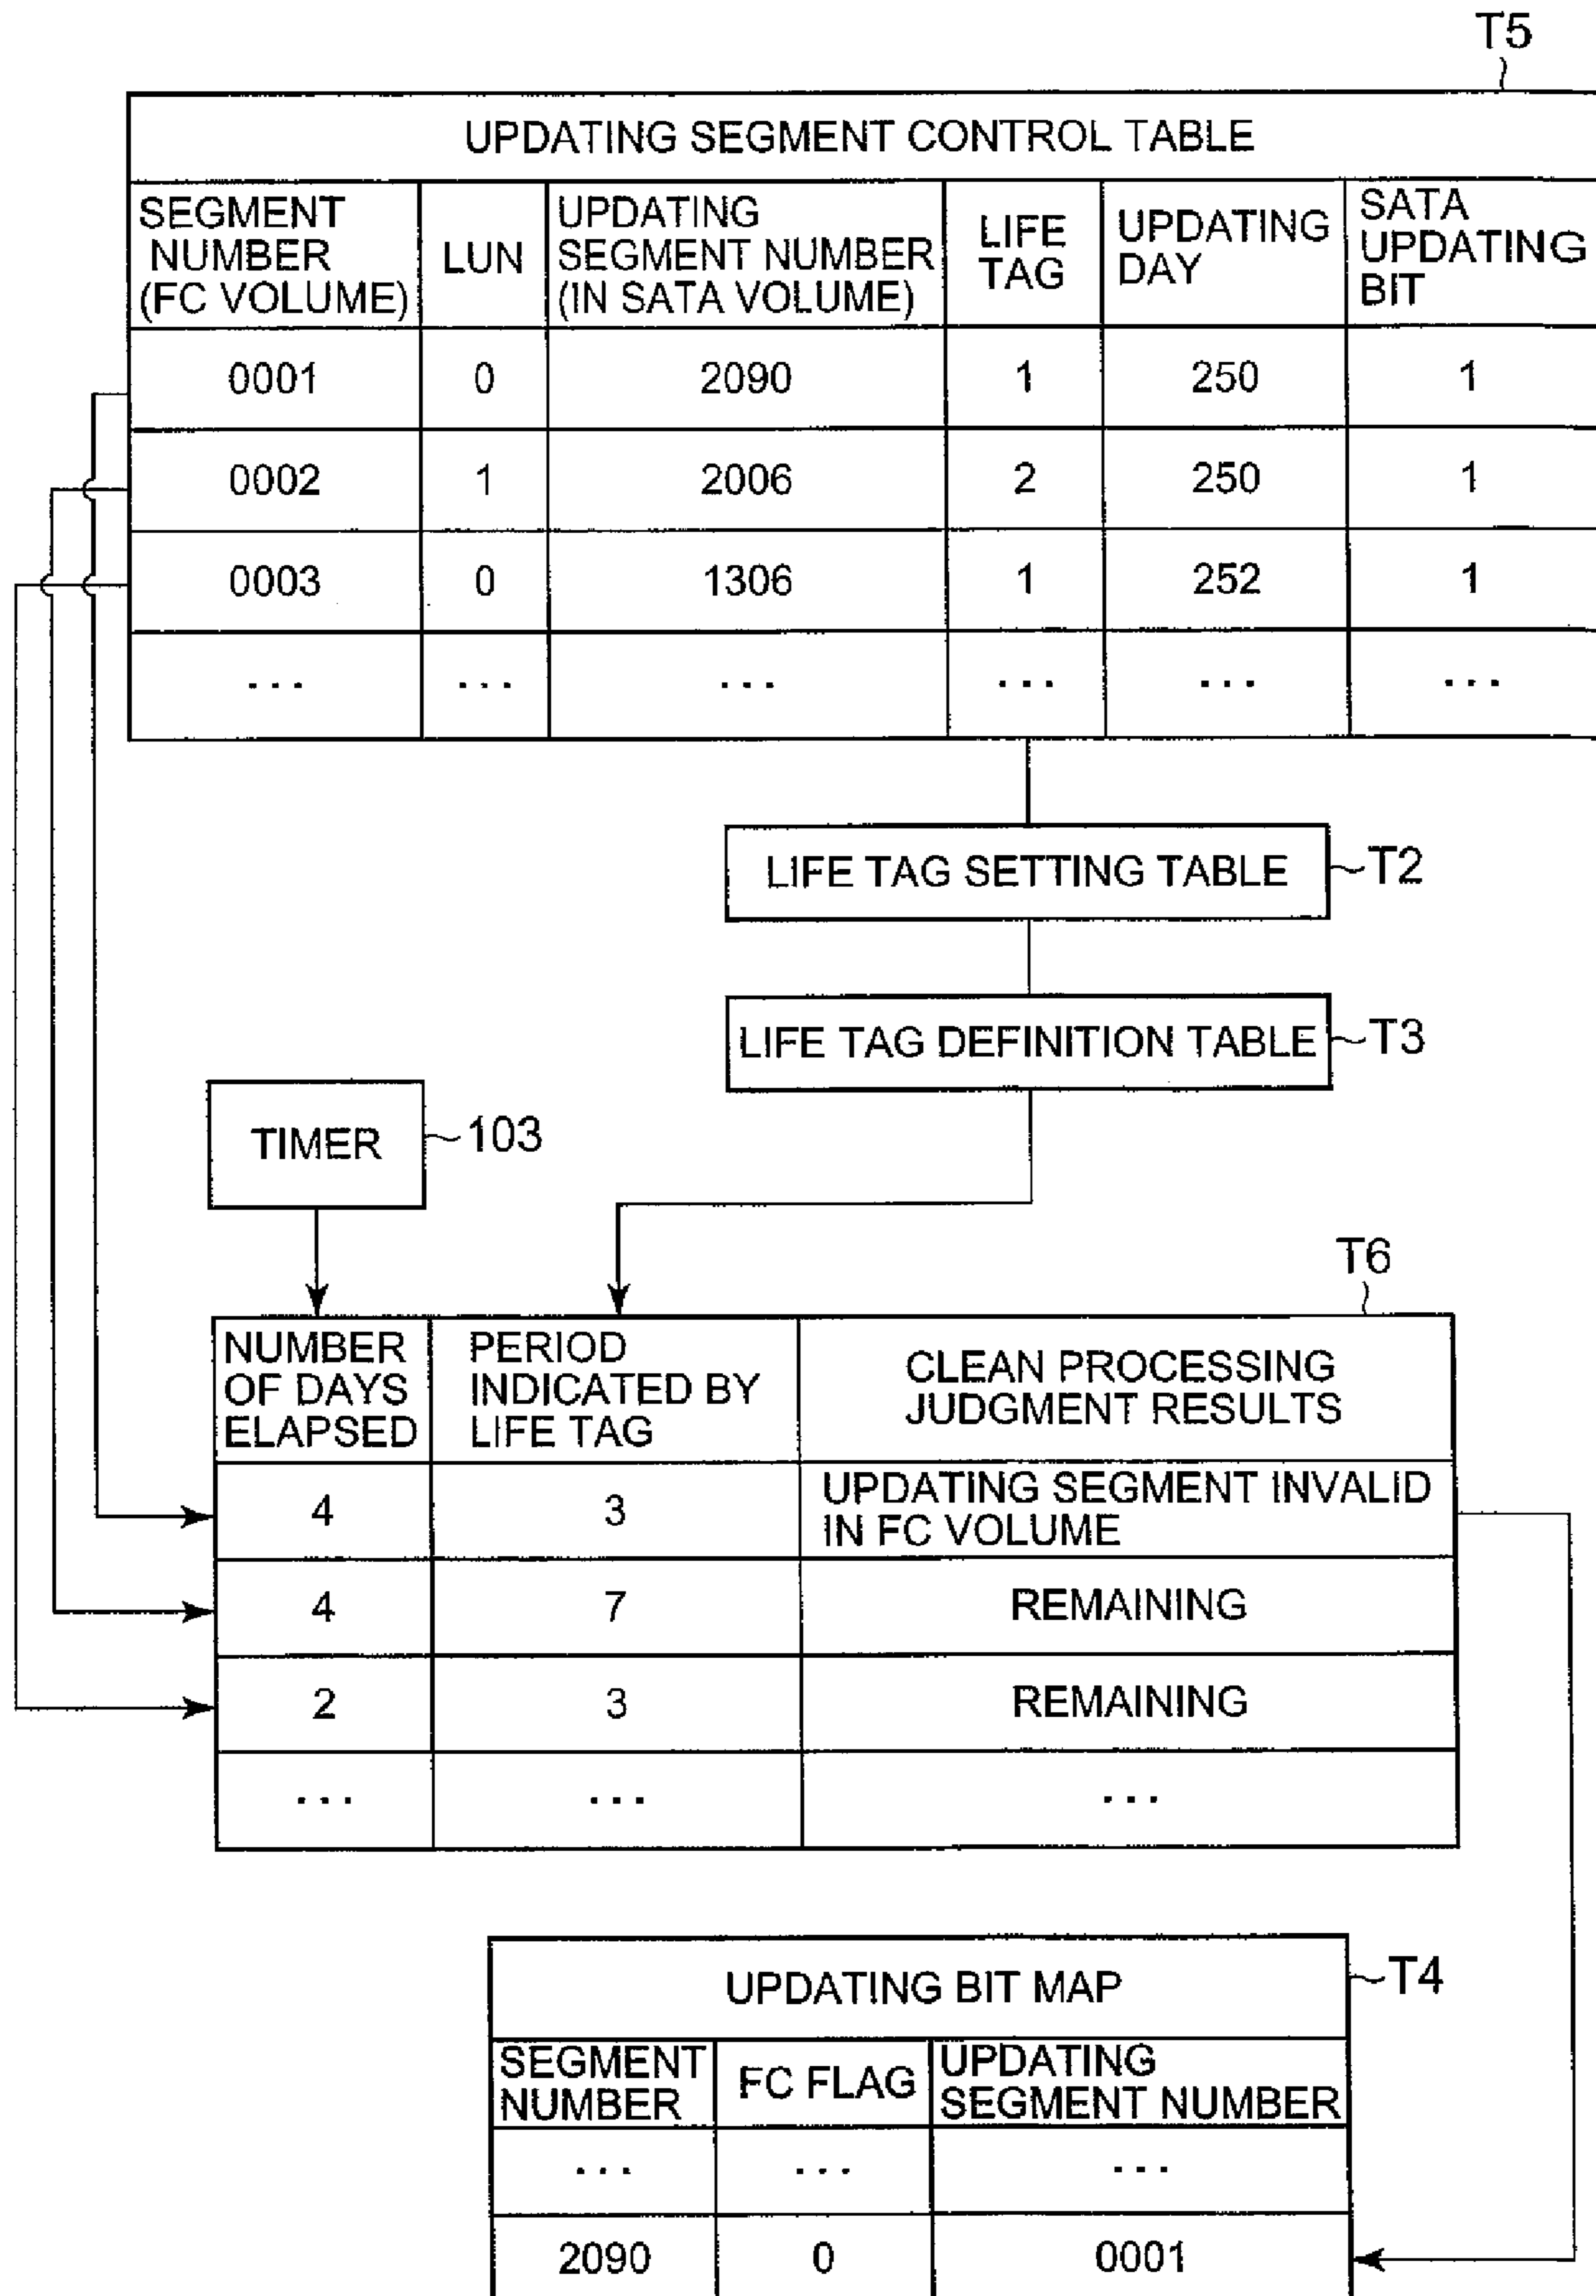 T5
UPDATING SEGMENT CONTROL TABLE
SEGMENT
NUMBER
(FC VOLUME)
LUN
UPDATING
SEGMENT NUMBER
(IN SATA VOLUME)
LIFE
TAG
UPDATING
DAY
SATA
UPDATING
BIT
0001 0 2090 1 250 1
0002 1 2006 2 250 1
0003 0 1306 1 252 1
... ... ... ... ... ...
LIFE TAG SETTING TABLE T2
LIFE TAG DEFINITION TABLE T3
TIMER 103
T6
NUMBER
OF DAYS
ELAPSED
PERIOD
INDICATED BY
LIFE TAG
CLEAN PROCESSING
JUDGMENT RESULTS
4 3 UPDATING SEGMENT INVALID
IN FC VOLUME
4 7 REMAINING
2 3 REMAINING
... ... ...
UPDATING BIT MAP T4
SEGMENT
NUMBER
FC FLAG
UPDATING
SEGMENT NUMBER
... ... ...
2090 0 0001